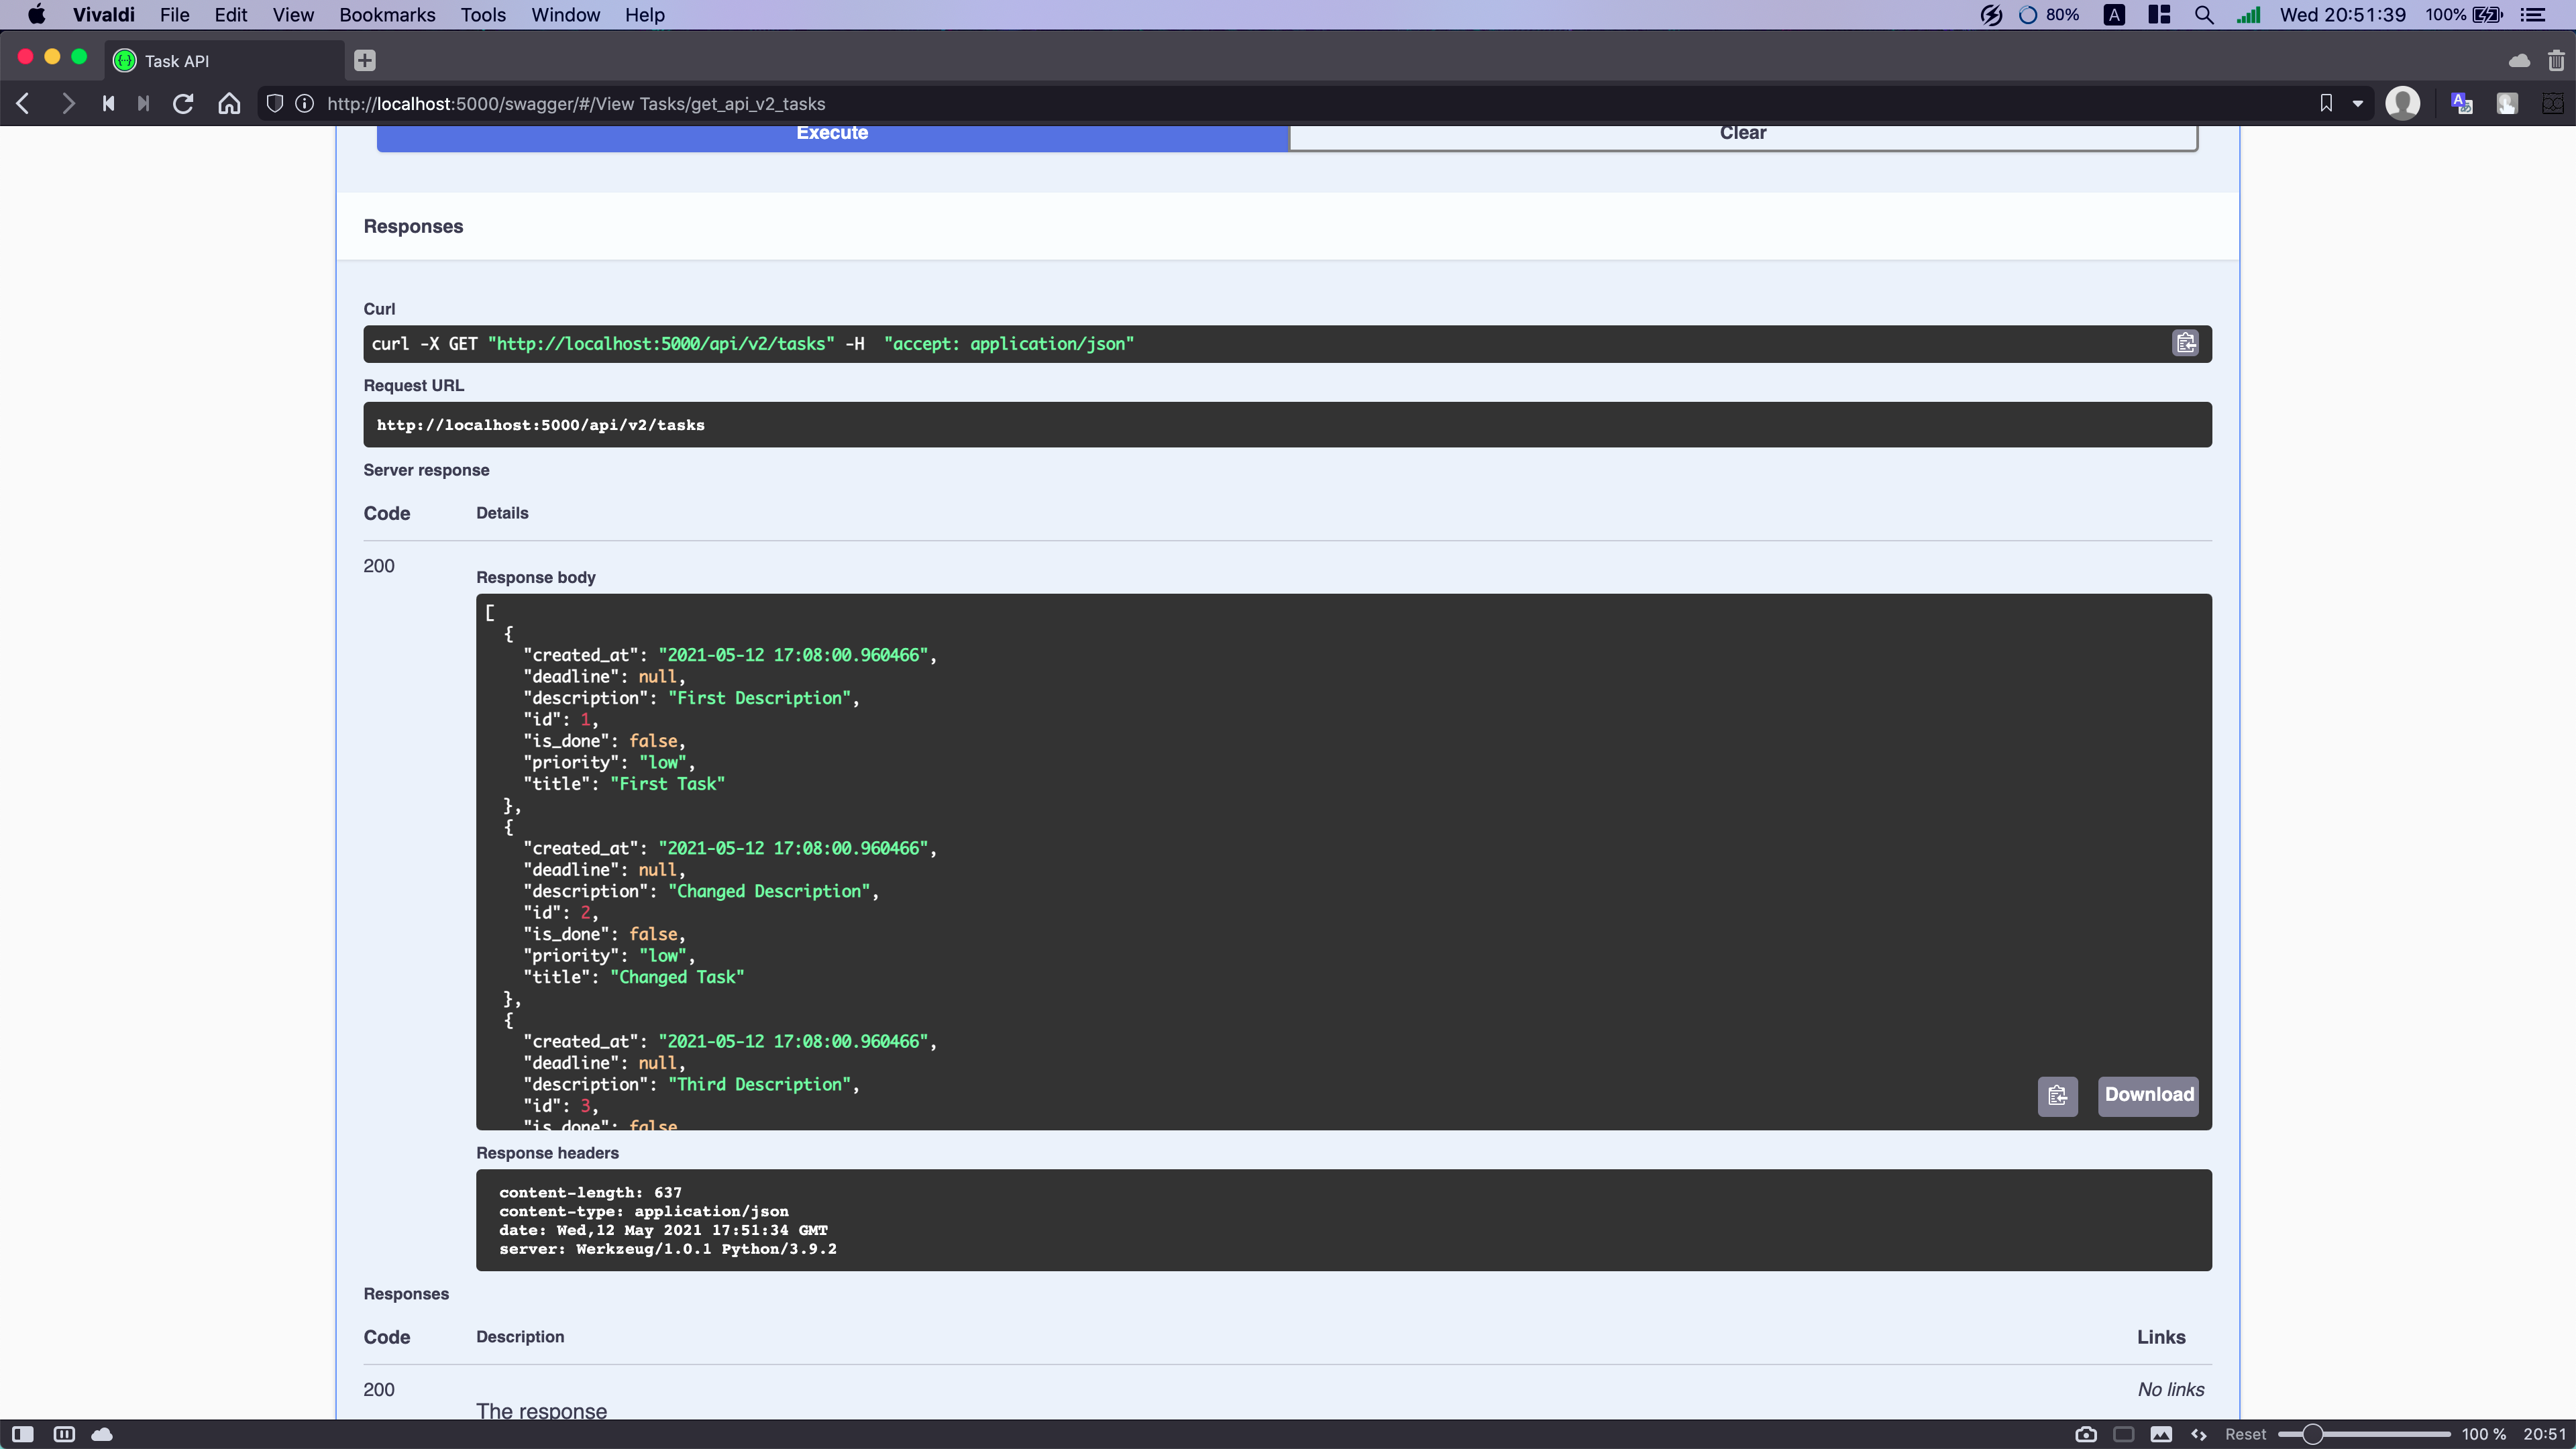 Vivaldi File Edit View Bookmarks Tools Window Help 80% A Wed 20:51:39 100%
Task API
http://localhost:5000/swagger/#/View Tasks/get_api_v2_tasks
Execute Clear
Responses
Curl
curl -X GET "http://localhost:5000/api/v2/tasks" -H  "accept: application/json"
Request URL
http://localhost:5000/api/v2/tasks
Server response
Code Details
200
Response body
[
  {
    "created_at": "2021-05-12 17:08:00.960466",
    "deadline": null,
    "description": "First Description",
    "id": 1,
    "is_done": false,
    "priority": "low",
    "title": "First Task"
  },
  {
    "created_at": "2021-05-12 17:08:00.960466",
    "deadline": null,
    "description": "Changed Description",
    "id": 2,
    "is_done": false,
    "priority": "low",
    "title": "Changed Task"
  },
  {
    "created_at": "2021-05-12 17:08:00.960466",
    "deadline": null,
    "description": "Third Description",
    "id": 3,
    "is_done": false
Download
Response headers
content-length: 637
content-type: application/json
date: Wed,12 May 2021 17:51:34 GMT
server: Werkzeug/1.0.1 Python/3.9.2
Responses
Code Description Links
200 No links
The response
Reset 100 % 20:51